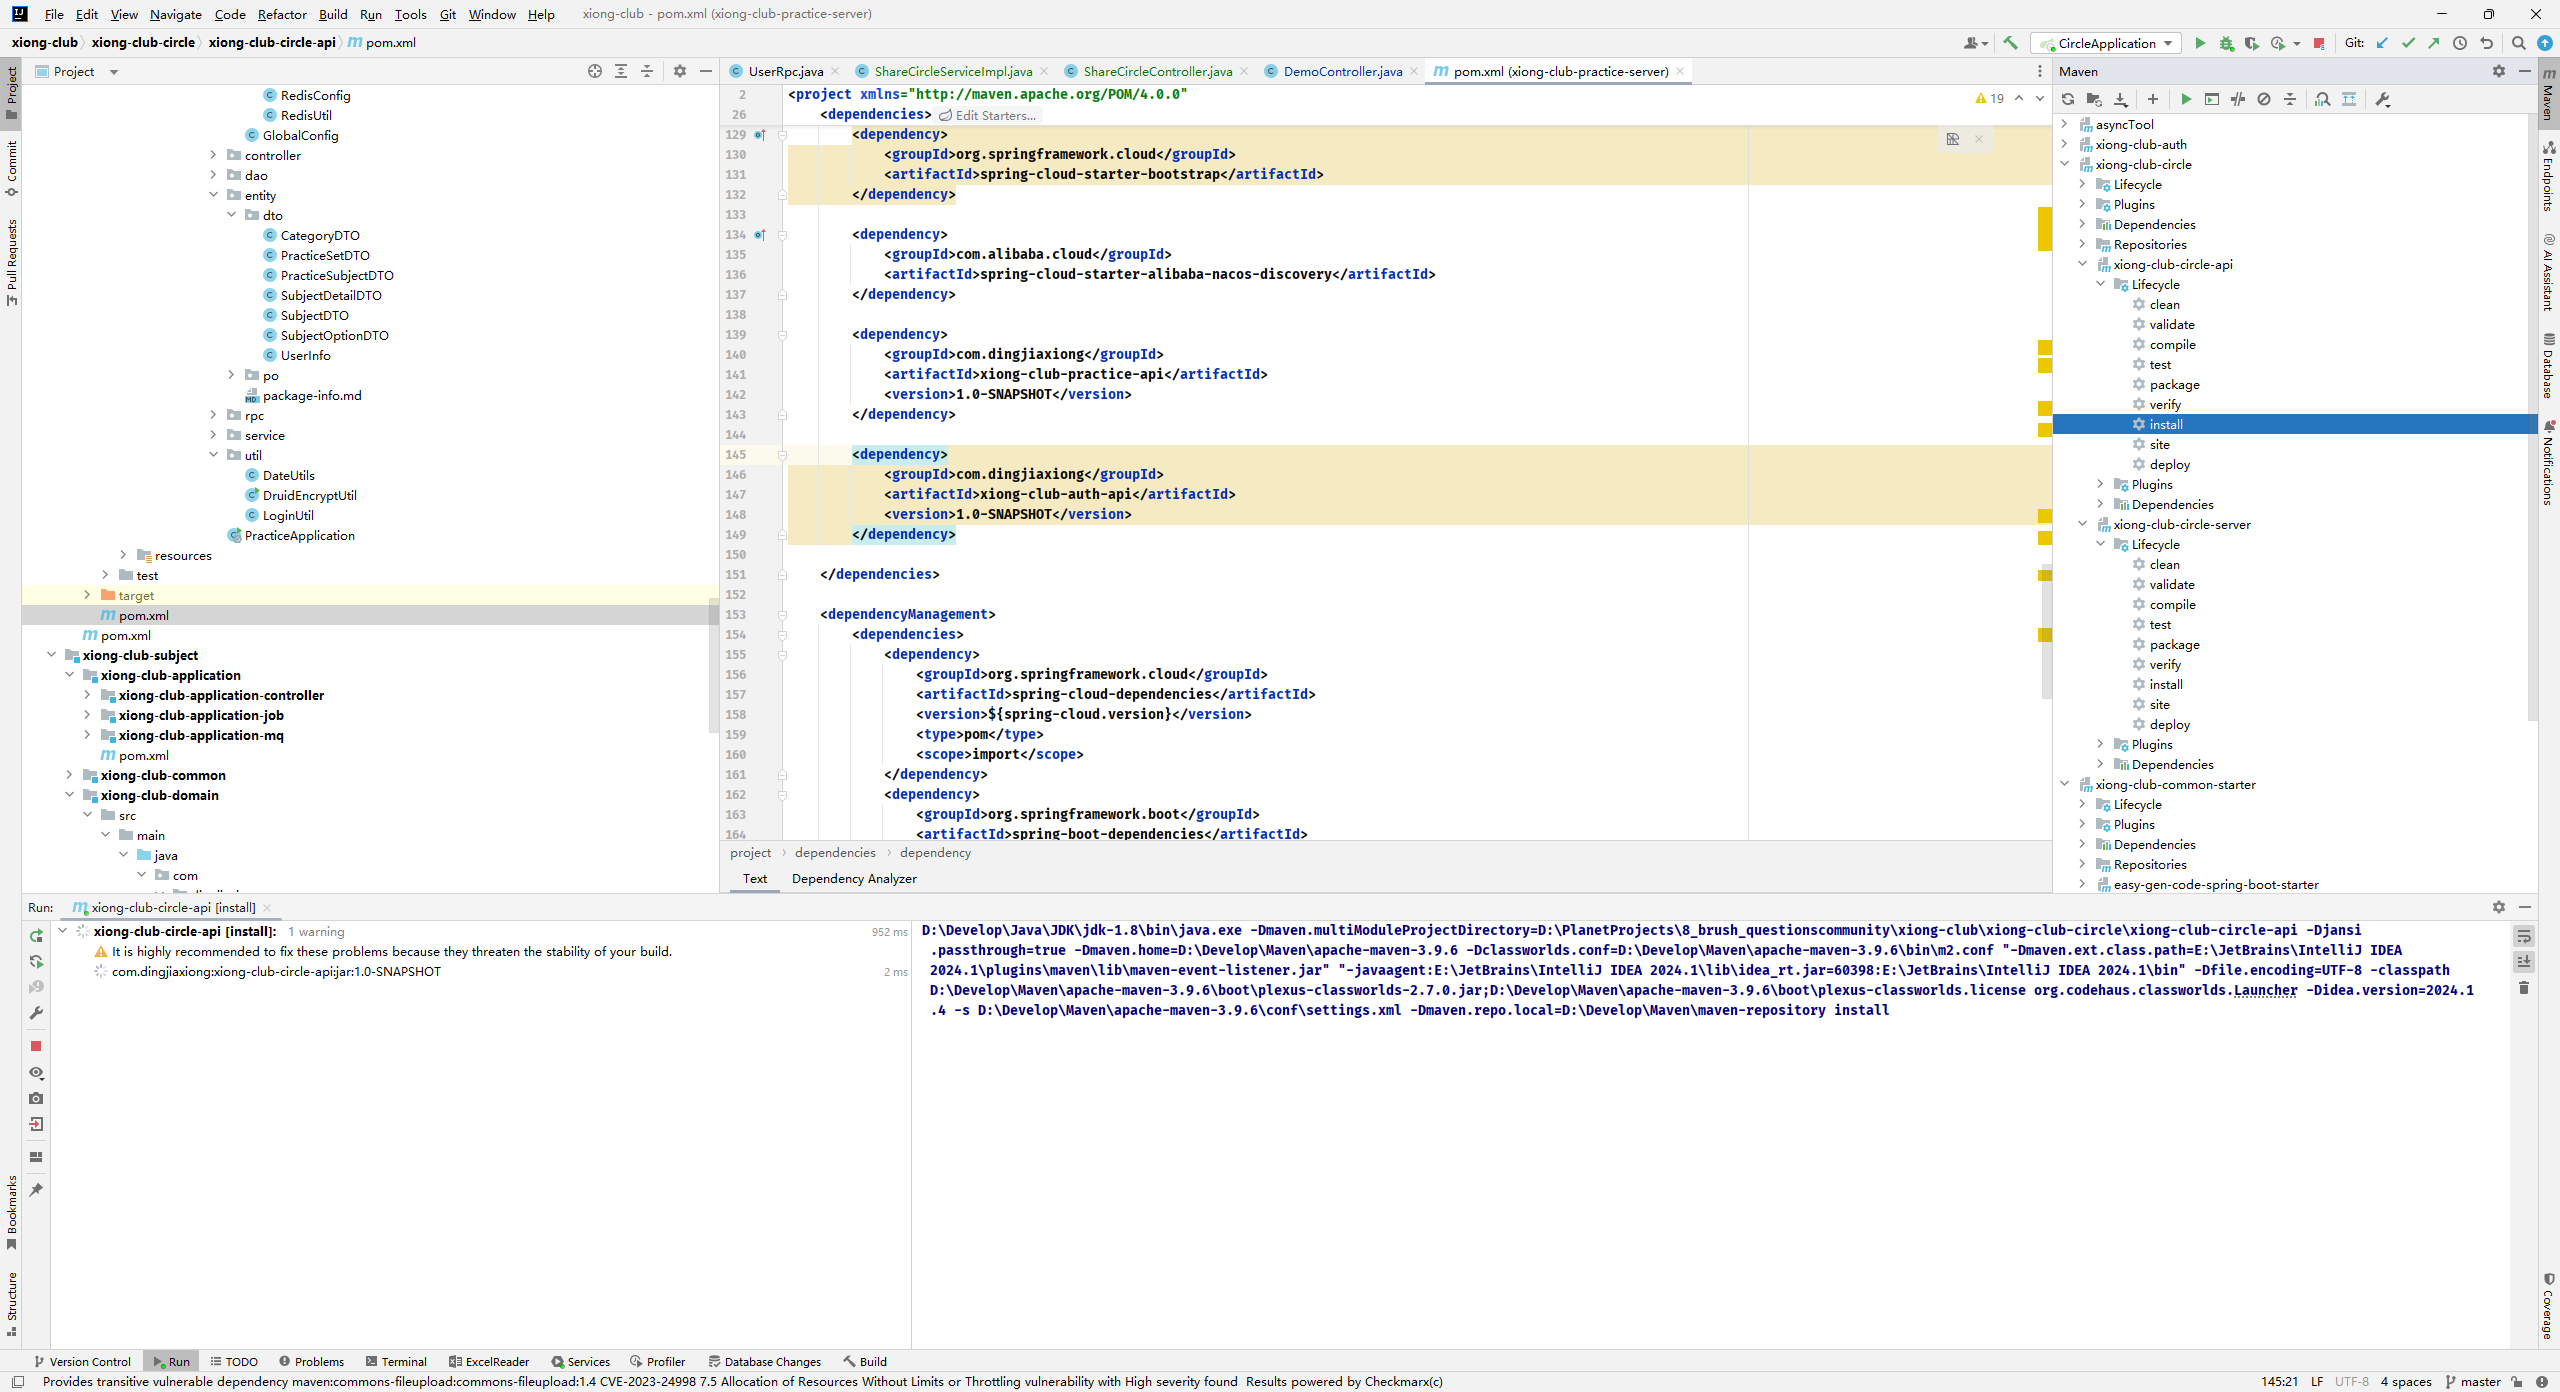 File Edit View Navigate Code Refactor Build Run Tools Git Window Help xiong-club - pom.xml (xiong-club-practice-server)
xiong-club xiong-club-circle xiong-club-circle-api pom.xml
CircleApplication Git:
Project
UserRpc.java ShareCircleServiceImpl.java ShareCircleController.java DemoController.java pom.xml (xiong-club-practice-server)
Maven
Project
Commit
Pull Requests
Bookmarks
Structure
RedisConfig
RedisUtil
GlobalConfig
controller
dao
entity
dto
CategoryDTO
PracticeSetDTO
PracticeSubjectDTO
SubjectDetailDTO
SubjectDTO
SubjectOptionDTO
UserInfo
po
package-info.md
rpc
service
util
DateUtils
DruidEncryptUtil
LoginUtil
PracticeApplication
resources
test
target
pom.xml
pom.xml
xiong-club-subject
xiong-club-application
xiong-club-application-controller
xiong-club-application-job
xiong-club-application-mq
pom.xml
xiong-club-common
xiong-club-domain
src
main
java
com
2 <project xmlns="http://maven.apache.org/POM/4.0.0"
19
26 <dependencies> Edit Starters...
129 <dependency>
130 <groupId>org.springframework.cloud</groupId>
131 <artifactId>spring-cloud-starter-bootstrap</artifactId>
132 </dependency>
133
134 <dependency>
135 <groupId>com.alibaba.cloud</groupId>
136 <artifactId>spring-cloud-starter-alibaba-nacos-discovery</artifactId>
137 </dependency>
138
139 <dependency>
140 <groupId>com.dingjiaxiong</groupId>
141 <artifactId>xiong-club-practice-api</artifactId>
142 <version>1.0-SNAPSHOT</version>
143 </dependency>
144
145 <dependency>
146 <groupId>com.dingjiaxiong</groupId>
147 <artifactId>xiong-club-auth-api</artifactId>
148 <version>1.0-SNAPSHOT</version>
149 </dependency>
150
151 </dependencies>
152
153 <dependencyManagement>
154 <dependencies>
155 <dependency>
156 <groupId>org.springframework.cloud</groupId>
157 <artifactId>spring-cloud-dependencies</artifactId>
158 <version>${spring-cloud.version}</version>
159 <type>pom</type>
160 <scope>import</scope>
161 </dependency>
162 <dependency>
163 <groupId>org.springframework.boot</groupId>
164 <artifactId>spring-boot-dependencies</artifactId>
project dependencies dependency
Text Dependency Analyzer
asyncTool
xiong-club-auth
xiong-club-circle
Lifecycle
Plugins
Dependencies
Repositories
xiong-club-circle-api
Lifecycle
clean
validate
compile
test
package
verify
install
site
deploy
Plugins
Dependencies
xiong-club-circle-server
Lifecycle
clean
validate
compile
test
package
verify
install
site
deploy
Plugins
Dependencies
xiong-club-common-starter
Lifecycle
Plugins
Dependencies
Repositories
easy-gen-code-spring-boot-starter
Maven
Endpoints
AI Assistant
Database
Notifications
Coverage
Run: xiong-club-circle-api [install]
xiong-club-circle-api [install]: 1 warning 952 ms
It is highly recommended to fix these problems because they threaten the stability of your build.
com.dingjiaxiong:xiong-club-circle-api:jar:1.0-SNAPSHOT 2 ms
D:\Develop\Java\JDK\jdk-1.8\bin\java.exe -Dmaven.multiModuleProjectDirectory=D:\PlanetProjects\8_brush_questionscommunity\xiong-club\xiong-club-circle\xiong-club-circle-api -Djansi
.passthrough=true -Dmaven.home=D:\Develop\Maven\apache-maven-3.9.6 -Dclassworlds.conf=D:\Develop\Maven\apache-maven-3.9.6\bin\m2.conf "-Dmaven.ext.class.path=E:\JetBrains\IntelliJ IDEA
2024.1\plugins\maven\lib\maven-event-listener.jar" "-javaagent:E:\JetBrains\IntelliJ IDEA 2024.1\lib\idea_rt.jar=60398:E:\JetBrains\IntelliJ IDEA 2024.1\bin" -Dfile.encoding=UTF-8 -classpath
D:\Develop\Maven\apache-maven-3.9.6\boot\plexus-classworlds-2.7.0.jar;D:\Develop\Maven\apache-maven-3.9.6\boot\plexus-classworlds.license org.codehaus.classworlds.Launcher -Didea.version=2024.1
.4 -s D:\Develop\Maven\apache-maven-3.9.6\conf\settings.xml -Dmaven.repo.local=D:\Develop\Maven\maven-repository install
Version Control Run TODO Problems Terminal ExcelReader Services Profiler Database Changes Build
Provides transitive vulnerable dependency maven:commons-fileupload:commons-fileupload:1.4 CVE-2023-24998 7.5 Allocation of Resources Without Limits or Throttling vulnerability with High severity found Results powered by Checkmarx(c)
145:21 LF UTF-8 4 spaces master